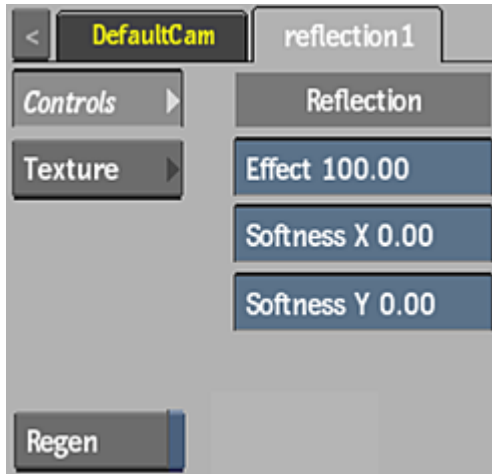 < DefaultCam reflection1
Controls Reflection
Texture Effect 100.00
Softness X 0.00
Softness Y 0.00
Regen